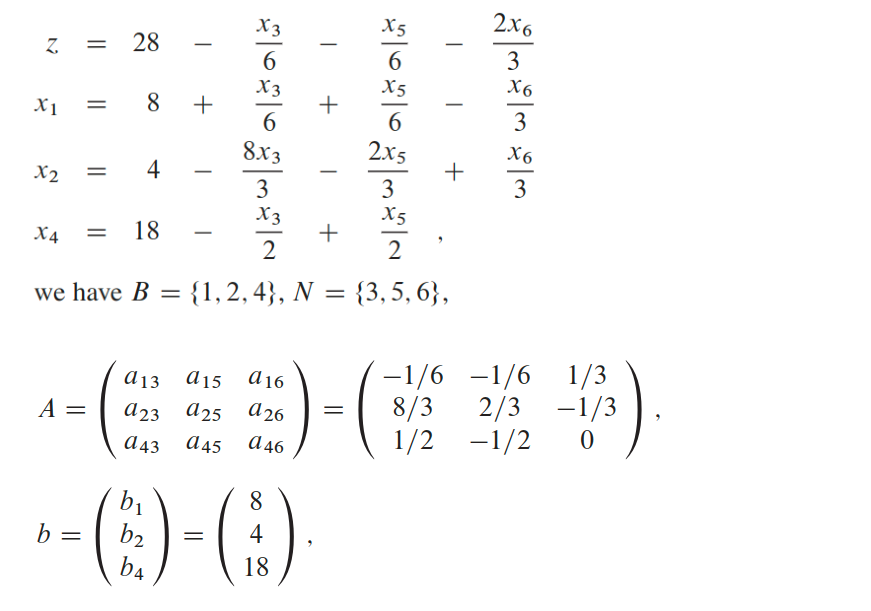 z = 28 − x₃/6 − x₅/6 − 2x₆/3
x₁ = 8 + x₃/6 + x₅/6 − x₆/3
x₂ = 4 − 8x₃/3 − 2x₅/3 + x₆/3
x₄ = 18 − x₃/2 + x₅/2 ,
we have B = {1, 2, 4}, N = {3, 5, 6},
A = ( a₁₃ a₁₅ a₁₆ ; a₂₃ a₂₅ a₂₆ ; a₄₃ a₄₅ a₄₆ ) = ( −1/6 −1/6 1/3 ; 8/3 2/3 −1/3 ; 1/2 −1/2 0 ) ,
b = ( b₁ ; b₂ ; b₄ ) = ( 8 ; 4 ; 18 ) ,